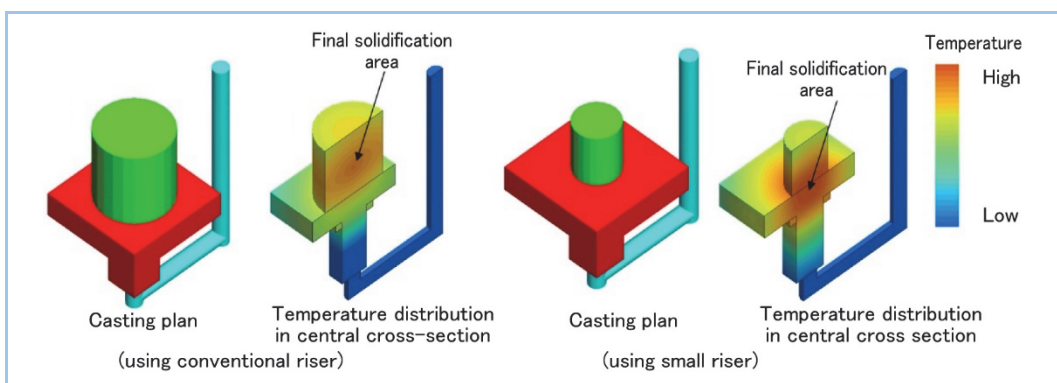 Final solidification
area
Temperature
High
Final solidification
area
Low
Casting plan
Temperature distribution
in central cross-section
(using conventional riser)
Casting plan
Temperature distribution
in central cross section
(using small riser)